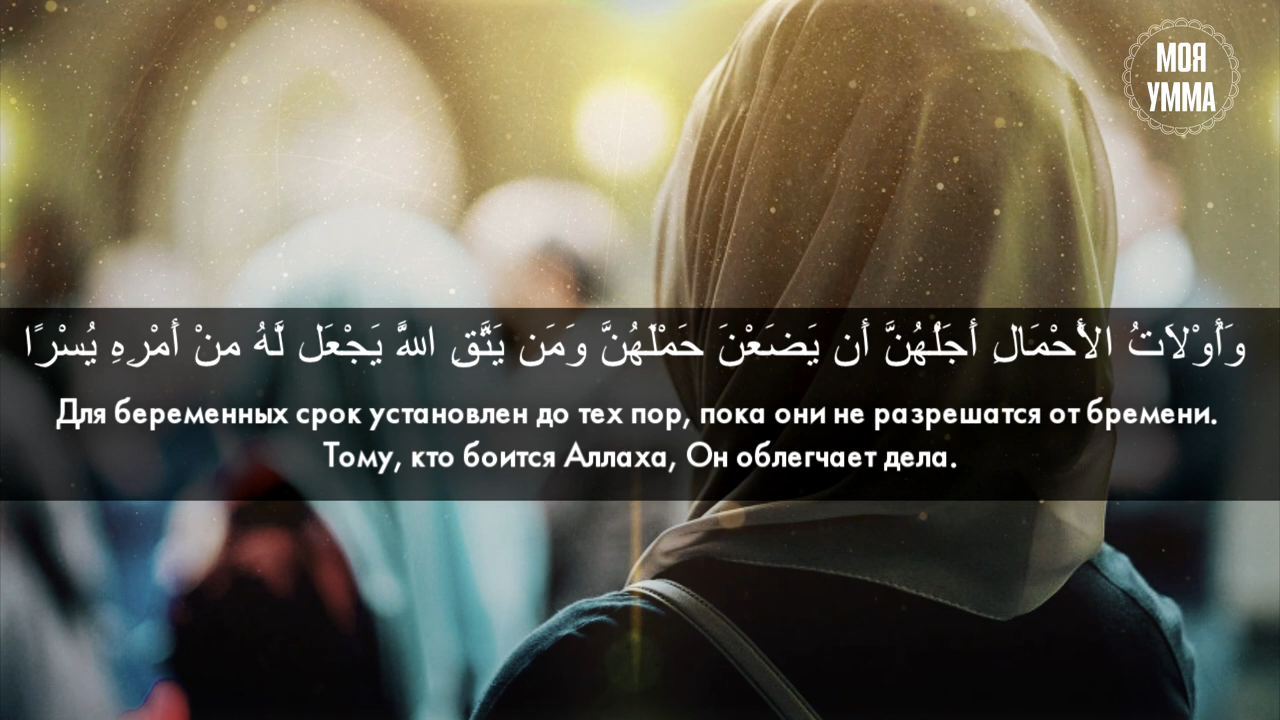 МОЯ
УММА
وَأُوْلَاتُ الأَحْمَالِ أَجَلُهُنَّ أَن يَضَعْنَ حَمْلَهُنَّ وَمَن يَتَّقِ اللهَّ يَجْعَل لَّهُ منْ أَمْرِهِ يُسْرًا
Для беременных срок установлен до тех пор, пока они не разрешатся от бремени.
Тому, кто боится Аллаха, Он облегчает дела.